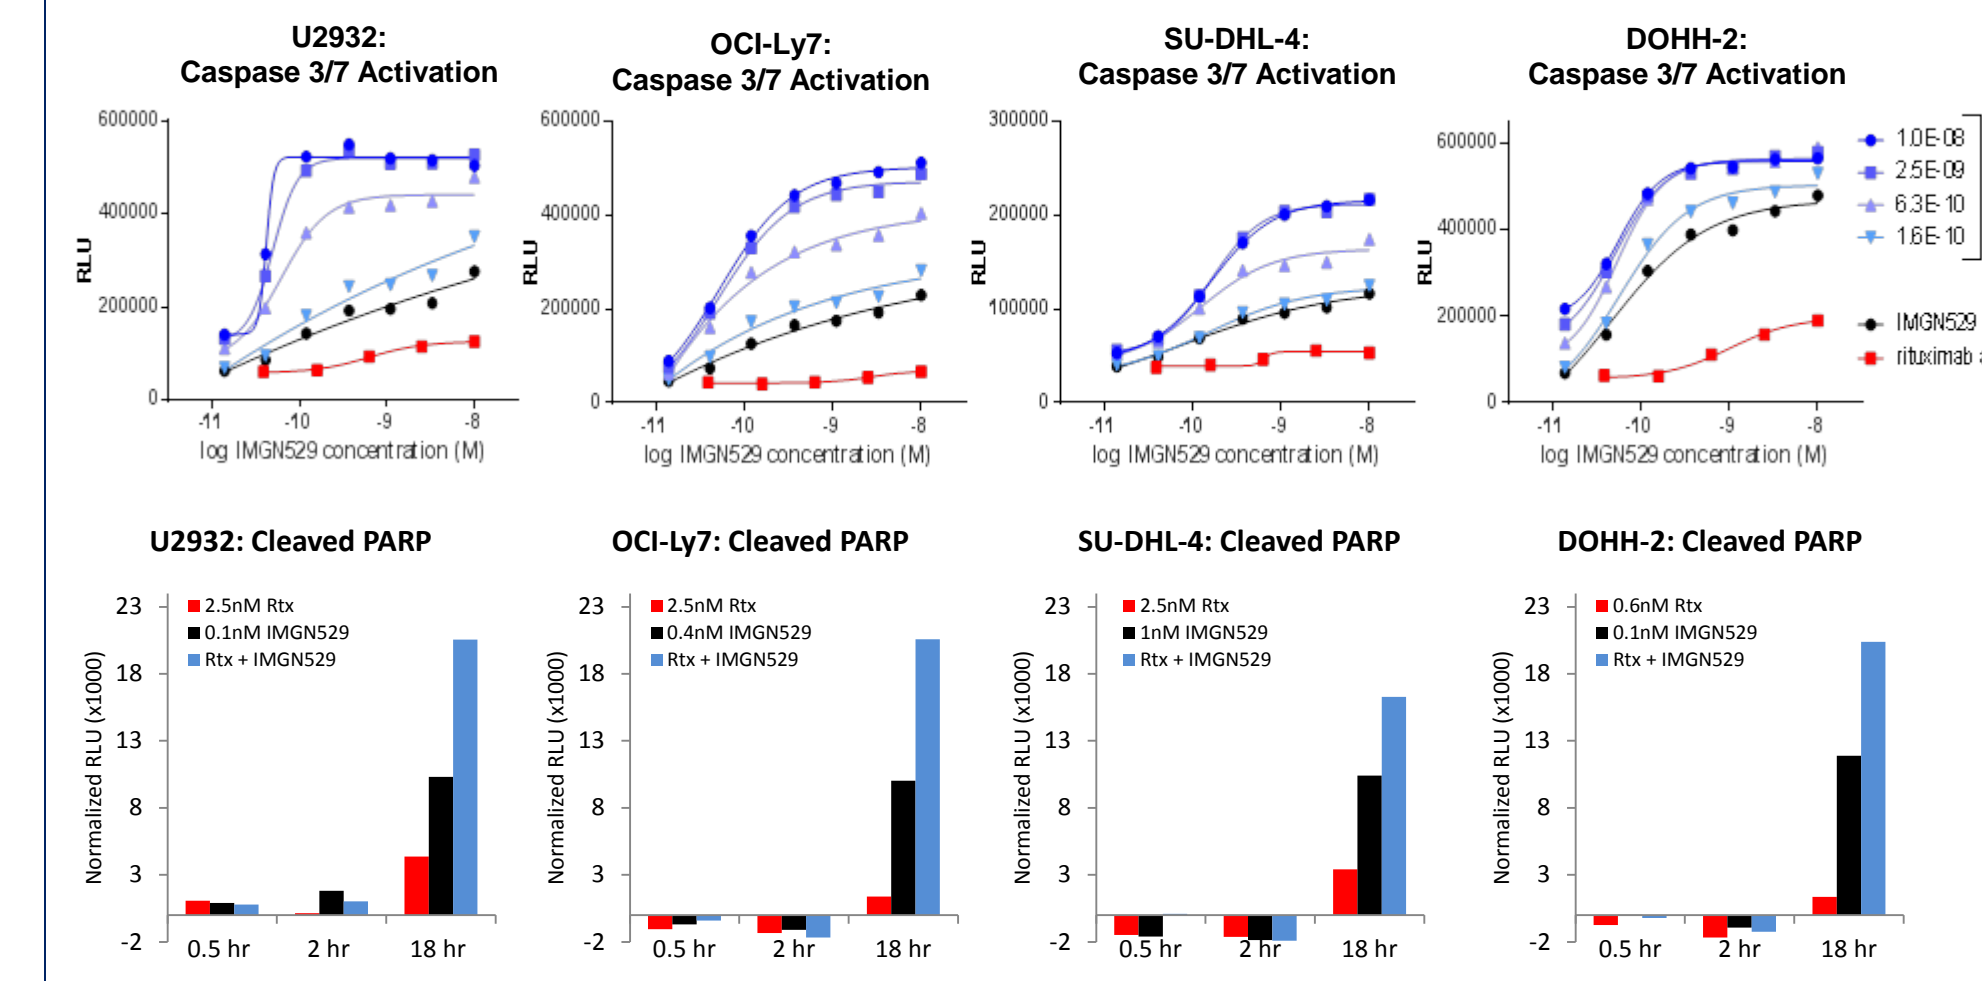 U2932:
Caspase 3/7 Activation
OCI-Ly7:
Caspase 3/7 Activation
SU-DHL-4:
Caspase 3/7 Activation
DOHH-2:
Caspase 3/7 Activation
600000
400000
200000
0
RLU
-11 -10 -9 -8
log IMGN529 concentration (M)
600000
400000
200000
0
RLU
-11 -10 -9 -8
log IMGN529 concentration (M)
300000
200000
100000
0
RLU
-11 -10 -9 -8
log IMGN529 concentration (M)
600000
400000
200000
0
RLU
-11 -10 -9 -8
log IMGN529 concentration (M)
1.0E-08
2.5E-09
6.3E-10
1.6E-10
IMGN529
rituximab
U2932: Cleaved PARP
23
18
13
8
3
-2
Normalized RLU (x1000)
2.5nM Rtx
0.1nM IMGN529
Rtx + IMGN529
0.5 hr 2 hr 18 hr
OCI-Ly7: Cleaved PARP
23
18
13
8
3
-2
Normalized RLU (x1000)
2.5nM Rtx
0.4nM IMGN529
Rtx + IMGN529
0.5 hr 2 hr 18 hr
SU-DHL-4: Cleaved PARP
23
18
13
8
3
-2
Normalized RLU (x1000)
2.5nM Rtx
1nM IMGN529
Rtx + IMGN529
0.5 hr 2 hr 18 hr
DOHH-2: Cleaved PARP
23
18
13
8
3
-2
Normalized RLU (x1000)
0.6nM Rtx
0.1nM IMGN529
Rtx + IMGN529
0.5 hr 2 hr 18 hr